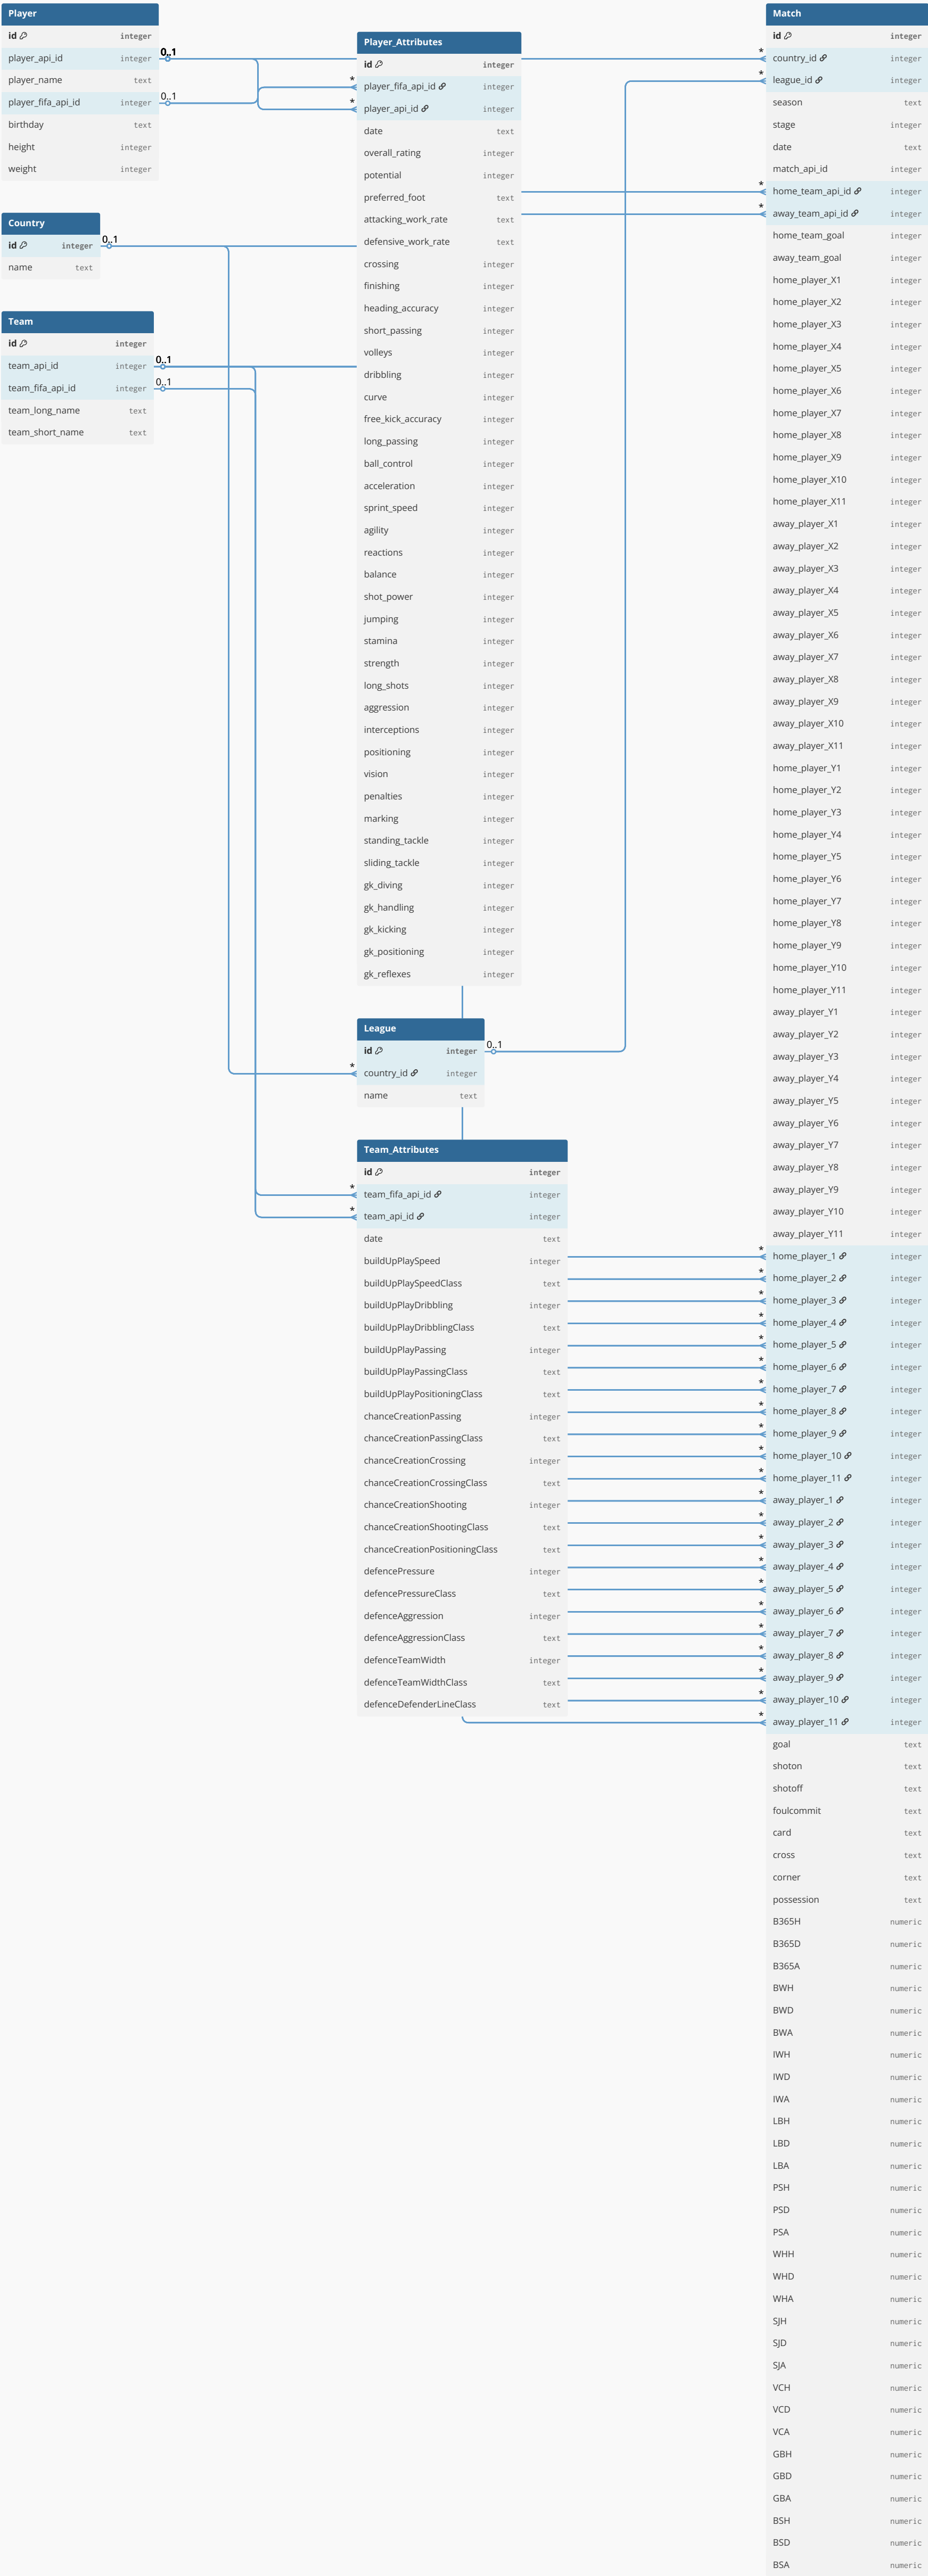 Player
id integer
player_api_id integer
player_name text
player_fifa_api_id integer
birthday text
height integer
weight integer
0..1
0..1
Country
id integer
name text
0..1
Team
id integer
team_api_id integer
team_fifa_api_id integer
team_long_name text
team_short_name text
0..1
0..1
Player_Attributes
id integer
* player_fifa_api_id integer
* player_api_id integer
date text
overall_rating integer
potential integer
preferred_foot text
attacking_work_rate text
defensive_work_rate text
crossing integer
finishing integer
heading_accuracy integer
short_passing integer
volleys integer
dribbling integer
curve integer
free_kick_accuracy integer
long_passing integer
ball_control integer
acceleration integer
sprint_speed integer
agility integer
reactions integer
balance integer
shot_power integer
jumping integer
stamina integer
strength integer
long_shots integer
aggression integer
interceptions integer
positioning integer
vision integer
penalties integer
marking integer
standing_tackle integer
sliding_tackle integer
gk_diving integer
gk_handling integer
gk_kicking integer
gk_positioning integer
gk_reflexes integer
League
id integer 0..1
* country_id integer
name text
Team_Attributes
id integer
* team_fifa_api_id integer
* team_api_id integer
date text
buildUpPlaySpeed integer
buildUpPlaySpeedClass text
buildUpPlayDribbling integer
buildUpPlayDribblingClass text
buildUpPlayPassing integer
buildUpPlayPassingClass text
buildUpPlayPositioningClass text
chanceCreationPassing integer
chanceCreationPassingClass text
chanceCreationCrossing integer
chanceCreationCrossingClass text
chanceCreationShooting integer
chanceCreationShootingClass text
chanceCreationPositioningClass text
defencePressure integer
defencePressureClass text
defenceAggression integer
defenceAggressionClass text
defenceTeamWidth integer
defenceTeamWidthClass text
defenceDefenderLineClass text
Match
id integer
* country_id integer
* league_id integer
season text
stage integer
date text
match_api_id integer
* home_team_api_id integer
* away_team_api_id integer
home_team_goal integer
away_team_goal integer
home_player_X1 integer
home_player_X2 integer
home_player_X3 integer
home_player_X4 integer
home_player_X5 integer
home_player_X6 integer
home_player_X7 integer
home_player_X8 integer
home_player_X9 integer
home_player_X10 integer
home_player_X11 integer
away_player_X1 integer
away_player_X2 integer
away_player_X3 integer
away_player_X4 integer
away_player_X5 integer
away_player_X6 integer
away_player_X7 integer
away_player_X8 integer
away_player_X9 integer
away_player_X10 integer
away_player_X11 integer
home_player_Y1 integer
home_player_Y2 integer
home_player_Y3 integer
home_player_Y4 integer
home_player_Y5 integer
home_player_Y6 integer
home_player_Y7 integer
home_player_Y8 integer
home_player_Y9 integer
home_player_Y10 integer
home_player_Y11 integer
away_player_Y1 integer
away_player_Y2 integer
away_player_Y3 integer
away_player_Y4 integer
away_player_Y5 integer
away_player_Y6 integer
away_player_Y7 integer
away_player_Y8 integer
away_player_Y9 integer
away_player_Y10 integer
away_player_Y11 integer
* home_player_1 integer
* home_player_2 integer
* home_player_3 integer
* home_player_4 integer
* home_player_5 integer
* home_player_6 integer
* home_player_7 integer
* home_player_8 integer
* home_player_9 integer
* home_player_10 integer
* home_player_11 integer
* away_player_1 integer
* away_player_2 integer
* away_player_3 integer
* away_player_4 integer
* away_player_5 integer
* away_player_6 integer
* away_player_7 integer
* away_player_8 integer
* away_player_9 integer
* away_player_10 integer
* away_player_11 integer
goal text
shoton text
shotoff text
foulcommit text
card text
cross text
corner text
possession text
B365H numeric
B365D numeric
B365A numeric
BWH numeric
BWD numeric
BWA numeric
IWH numeric
IWD numeric
IWA numeric
LBH numeric
LBD numeric
LBA numeric
PSH numeric
PSD numeric
PSA numeric
WHH numeric
WHD numeric
WHA numeric
SJH numeric
SJD numeric
SJA numeric
VCH numeric
VCD numeric
VCA numeric
GBH numeric
GBD numeric
GBA numeric
BSH numeric
BSD numeric
BSA numeric